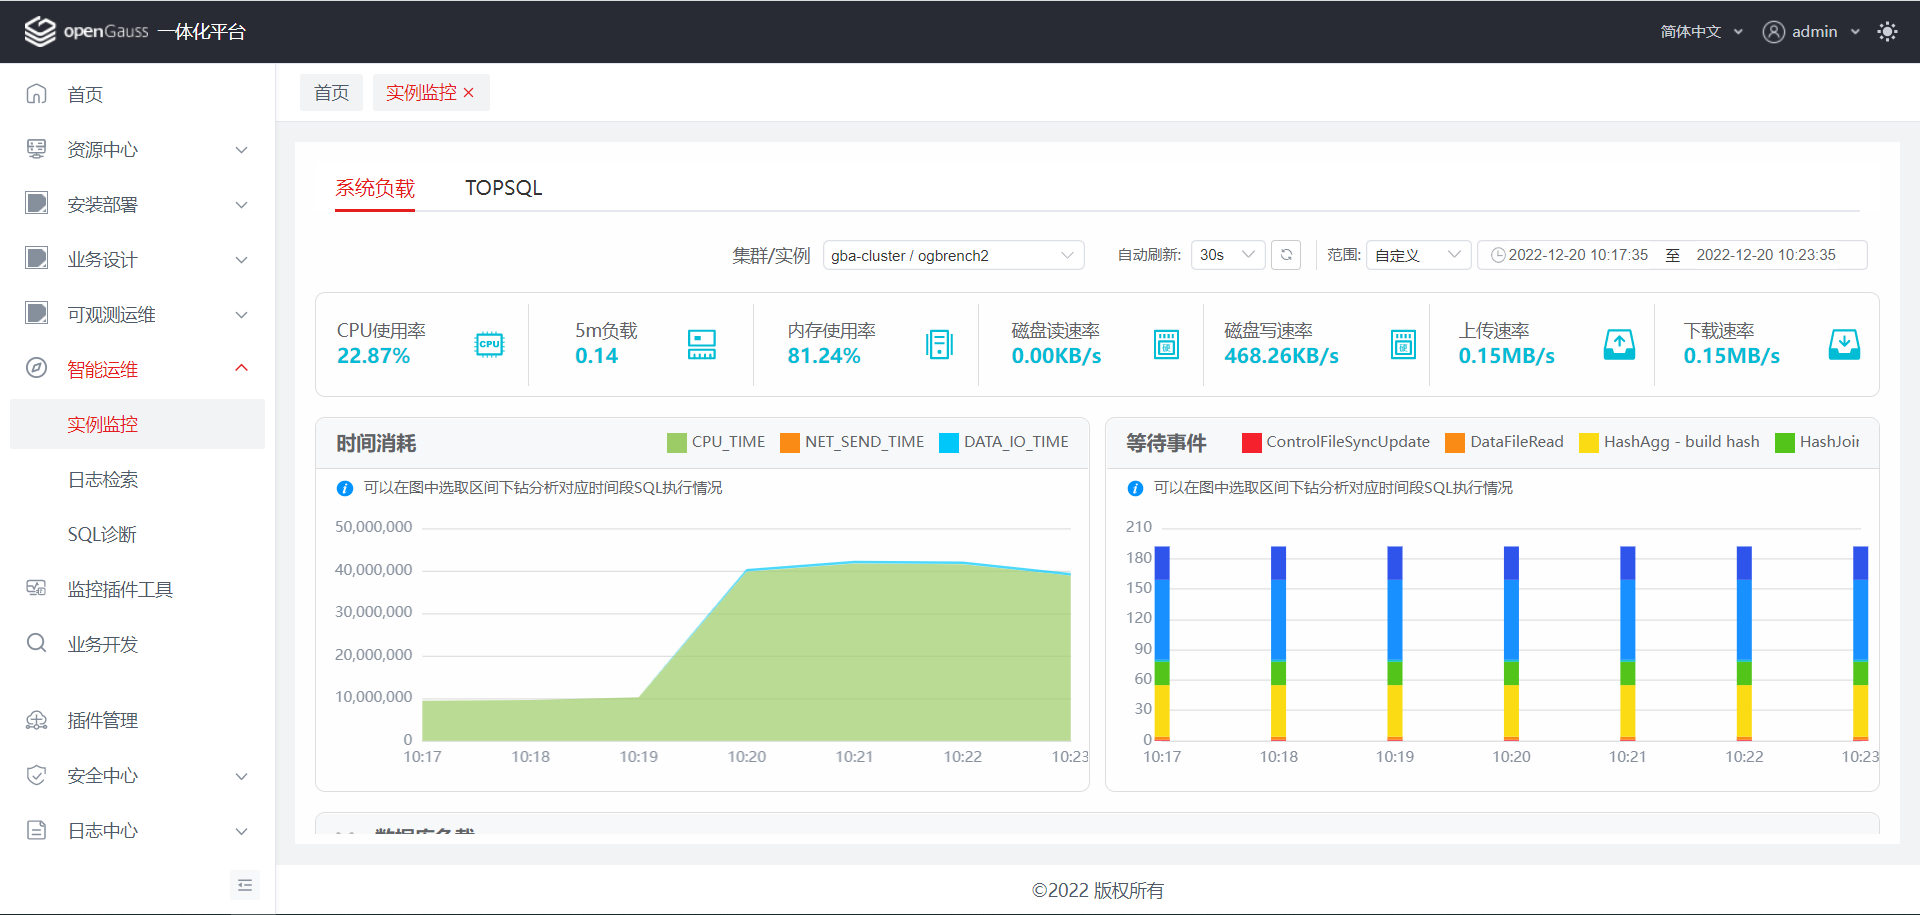 openGauss 一体化平台
简体中文
admin
首页
资源中心
安装部署
业务设计
可观测运维
智能运维
实例监控
日志检索
SQL诊断
监控插件工具
业务开发
插件管理
安全中心
日志中心
首页
实例监控
系统负载
TOPSQL
集群/实例 gba-cluster / ogbrench2
自动刷新: 30s
范围: 自定义
2022-12-20 10:17:35 至 2022-12-20 10:23:35
CPU使用率
22.87%
CPU
5m负载
0.14
内存使用率
81.24%
磁盘读速率
0.00KB/s
硬
磁盘写速率
468.26KB/s
硬
上传速率
0.15MB/s
下载速率
0.15MB/s
时间消耗
CPU_TIME NET_SEND_TIME DATA_IO_TIME
可以在图中选取区间下钻分析对应时间段SQL执行情况
50,000,000
40,000,000
30,000,000
20,000,000
10,000,000
0
10:17 10:18 10:19 10:20 10:21 10:22 10:23
等待事件
ControlFileSyncUpdate DataFileRead HashAgg - build hash HashJoi
可以在图中选取区间下钻分析对应时间段SQL执行情况
210
180
150
120
90
60
30
0
10:17 10:18 10:19 10:20 10:21 10:22 10:23
数据库负载
©2022 版权所有